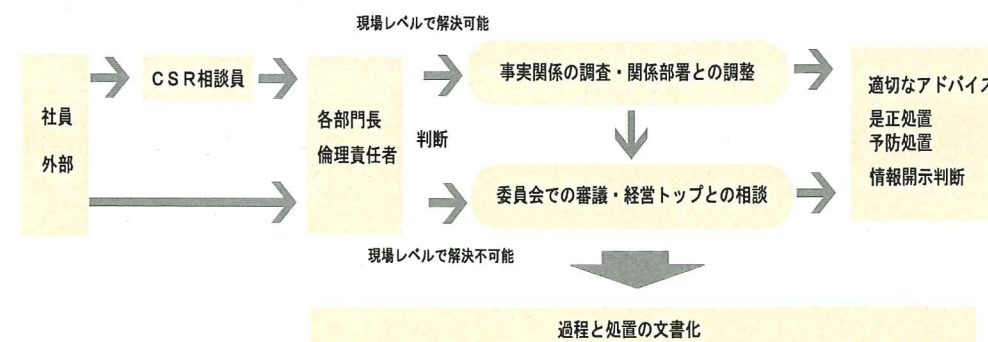 現場レベルで解決可能
社員
外部
ＣＳＲ相談員
各部門長
倫理責任者
判断
事実関係の調査・関係部署との調整
委員会での審議・経営トップとの相談
適切なアドバイス
是正処置
予防処置
情報開示判断
現場レベルで解決不可能
過程と処置の文書化